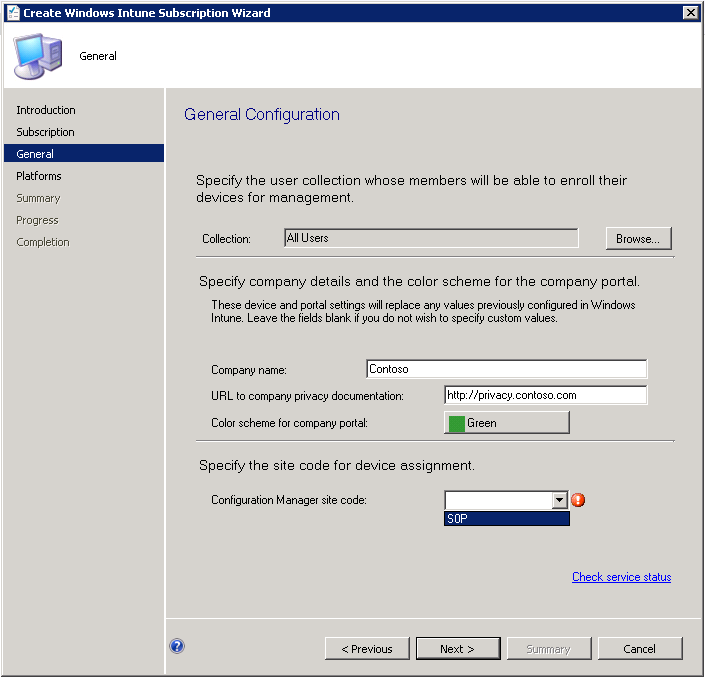 Create Windows Intune Subscription Wizard
General
Introduction
Subscription
General
Platforms
Summary
Progress
Completion
General Configuration
Specify the user collection whose members will be able to enroll their
devices for management.
Collection: All Users Browse...
Specify company details and the color scheme for the company portal.
These device and portal settings will replace any values previously configured in Windows
Intune. Leave the fields blank if you do not wish to specify custom values.
Company name: Contoso
URL to company privacy documentation: http://privacy.contoso.com
Color scheme for company portal: Green
Specify the site code for device assignment.
Configuration Manager site code:
S0P
Check service status
< Previous Next > Summary Cancel